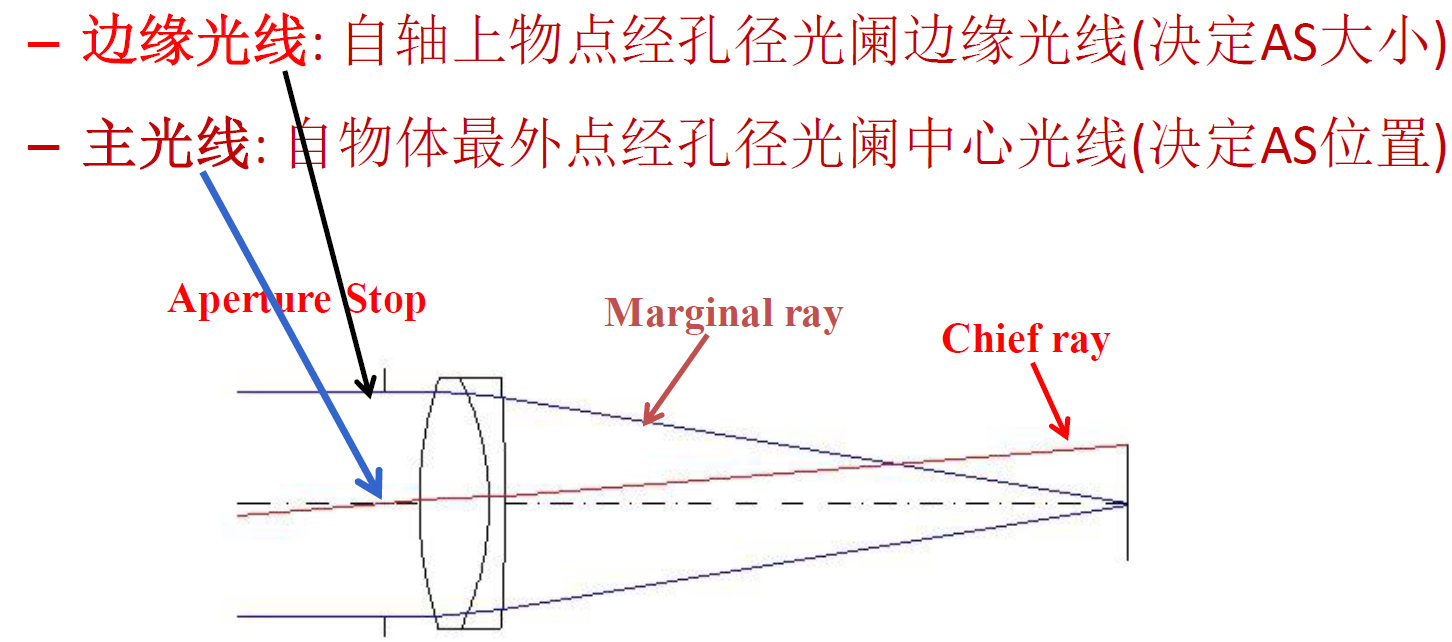 – 边缘光线: 自轴上物点经孔径光阑边缘光线(决定AS大小)
– 主光线: 自物体最外点经孔径光阑中心光线(决定AS位置)
Aperture Stop
Marginal ray
Chief ray